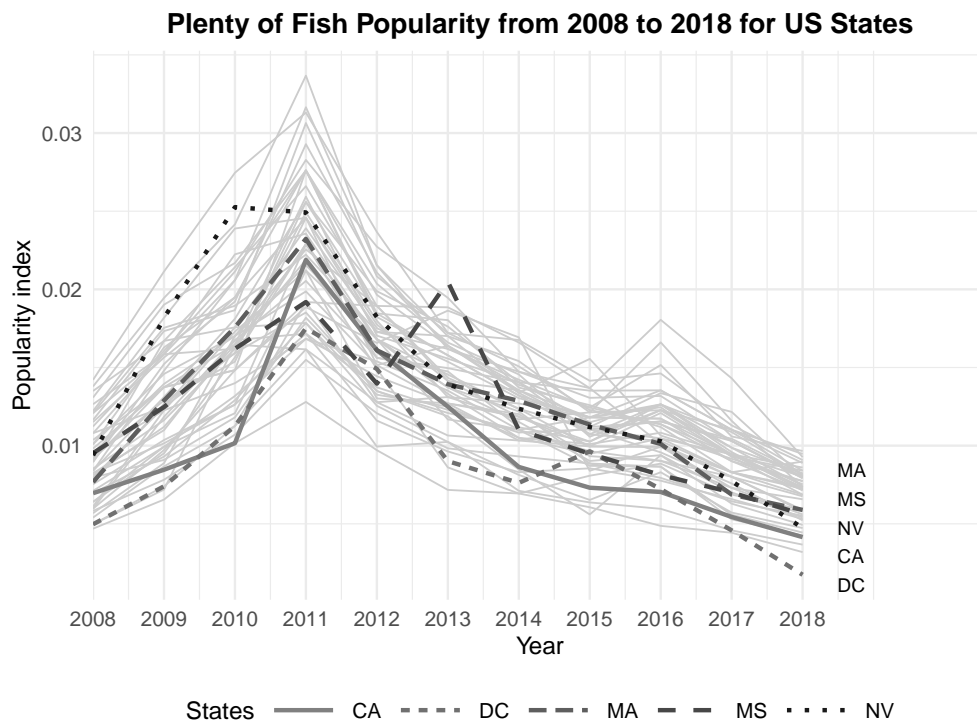 Plenty of Fish Popularity from 2008 to 2018 for US States
Popularity index
0.03
0.02
0.01
MA
MS
NV
CA
DC
2008 2009 2010 2011 2012 2013 2014 2015 2016 2017 2018
Year
States CA DC MA MS NV